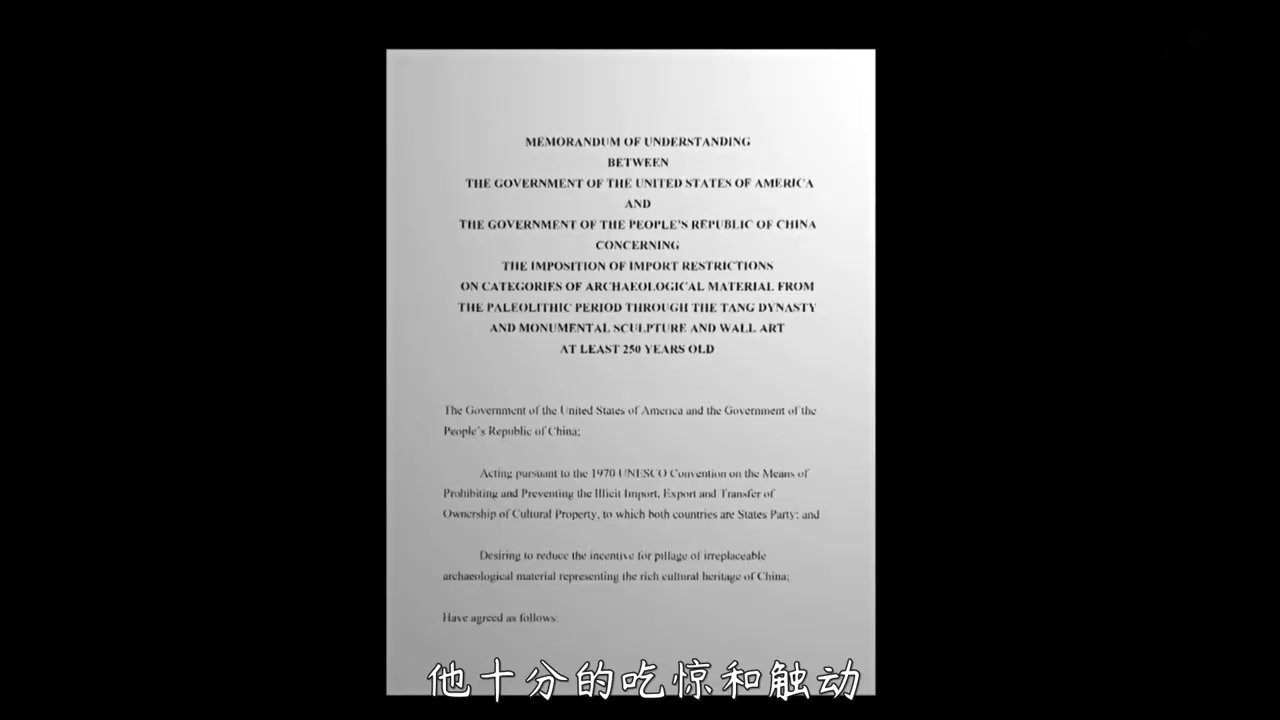 MEMORANDUM OF UNDERSTANDING
BETWEEN
THE GOVERNMENT OF THE UNITED STATES OF AMERICA
AND
THE GOVERNMENT OF THE PEOPLE'S REPUBLIC OF CHINA
CONCERNING
THE IMPOSITION OF IMPORT RESTRICTIONS
ON CATEGORIES OF ARCHAEOLOGICAL MATERIAL FROM
THE PALEOLITHIC PERIOD THROUGH THE TANG DYNASTY
AND MONUMENTAL SCULPTURE AND WALL ART
AT LEAST 250 YEARS OLD
The Government of the United States of America and the Government of the
People's Republic of China;
Acting pursuant to the 1970 UNESCO Convention on the Means of
Prohibiting and Preventing the Illicit Import, Export and Transfer of
Ownership of Cultural Property, to which both countries are States Party; and
Desiring to reduce the incentive for pillage of irreplaceable
archaeological material representing the rich cultural heritage of China;
Have agreed as follows:
他十分的吃惊和触动